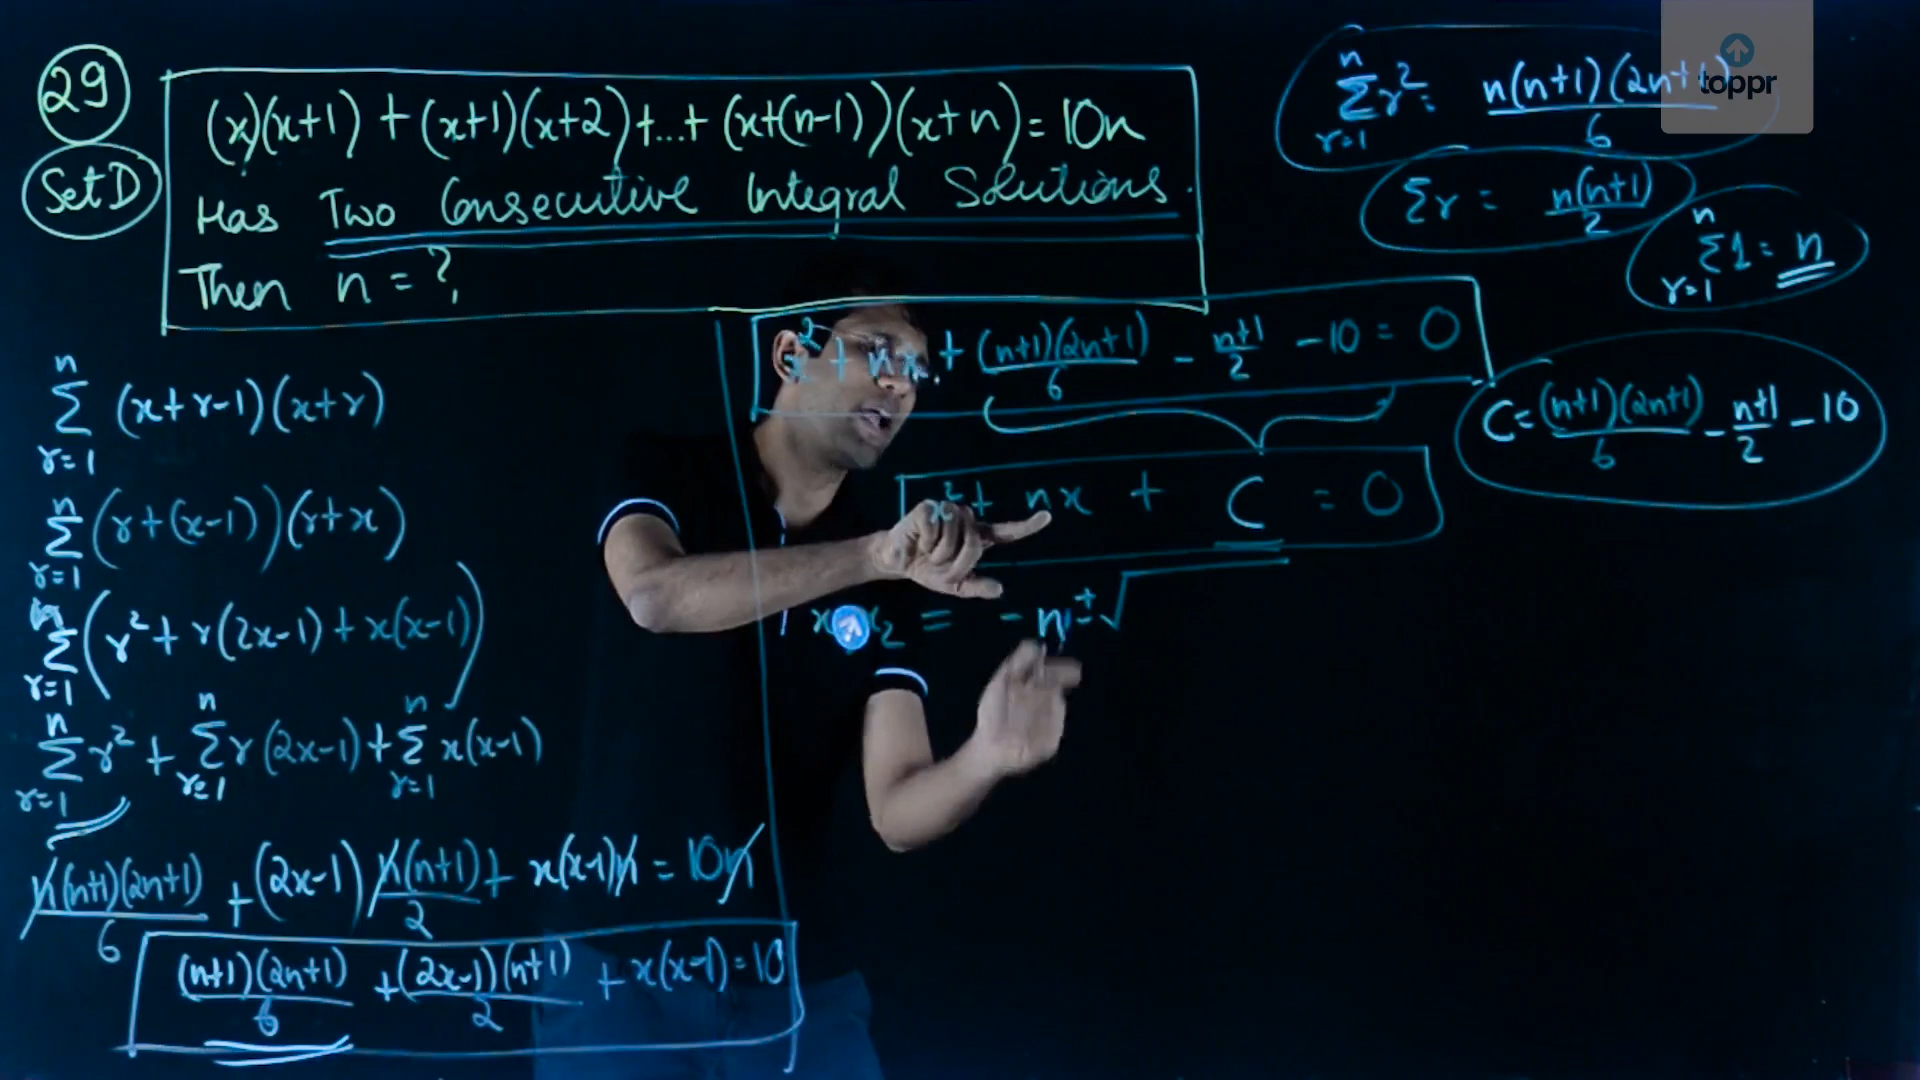 29
Set D
(x)(x+1) + (x+1)(x+2) + ... + (x+(n-1))(x+n) = 10n
Has Two Consecutive Integral Solutions.
Then n = ?
n
Σ r² = n(n+1)(2n+1)/6
r=1
toppr
Σr = n(n+1)/2
n
Σ 1 = n
r=1
n
Σ (x+r-1)(x+r)
r=1
n
Σ (r+(x-1))(r+x)
r=1
n
Σ (r² + r(2x-1) + x(x-1))
r=1
n n n
Σ r² + Σ r(2x-1) + Σ x(x-1)
r=1 r=1 r=1
n(n+1)(2n+1)/6 + (2x-1) n(n+1)/2 + x(x-1)n = 10n
(n+1)(2n+1)/6 + (2x-1)(n+1)/2 + x(x-1) = 10
x² + nx + (n+1)(2n+1)/6 - n+1/2 - 10 = 0
C = (n+1)(2n+1)/6 - n+1/2 - 10
x² + nx + C = 0
x₂ = -n ± √